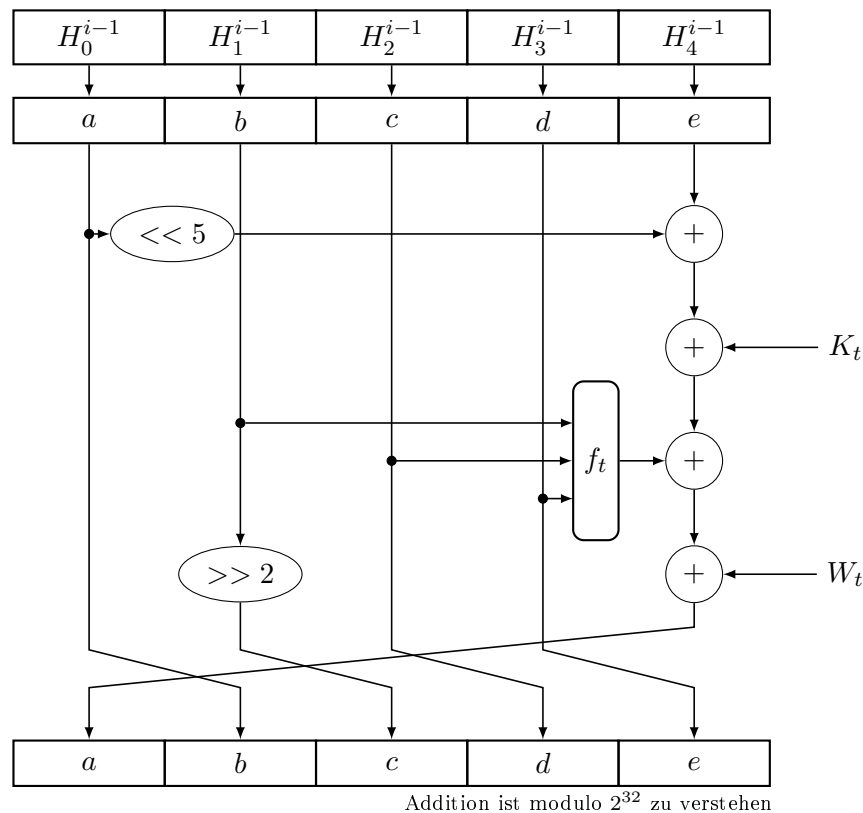 H_0^{i-1} H_1^{i-1} H_2^{i-1} H_3^{i-1} H_4^{i-1}
a b c d e
<< 5 +
+ K_t
f_t +
>> 2 + W_t
a b c d e
Addition ist modulo 2^{32} zu verstehen